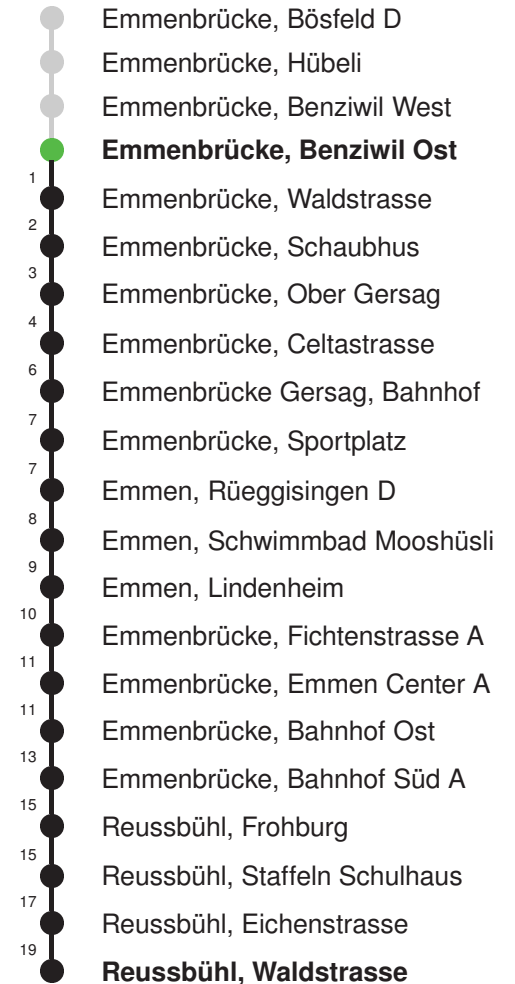 Emmenbrücke, Bösfeld D
Emmenbrücke, Hübeli
Emmenbrücke, Benziwil West
Emmenbrücke, Benziwil Ost
1 Emmenbrücke, Waldstrasse
2 Emmenbrücke, Schaubhus
3 Emmenbrücke, Ober Gersag
4 Emmenbrücke, Celtastrasse
6 Emmenbrücke Gersag, Bahnhof
7 Emmenbrücke, Sportplatz
7 Emmen, Rüeggisingen D
8 Emmen, Schwimmbad Mooshüsli
9 Emmen, Lindenheim
10 Emmenbrücke, Fichtenstrasse A
11 Emmenbrücke, Emmen Center A
11 Emmenbrücke, Bahnhof Ost
13 Emmenbrücke, Bahnhof Süd A
15 Reussbühl, Frohburg
15 Reussbühl, Staffeln Schulhaus
17 Reussbühl, Eichenstrasse
19 Reussbühl, Waldstrasse